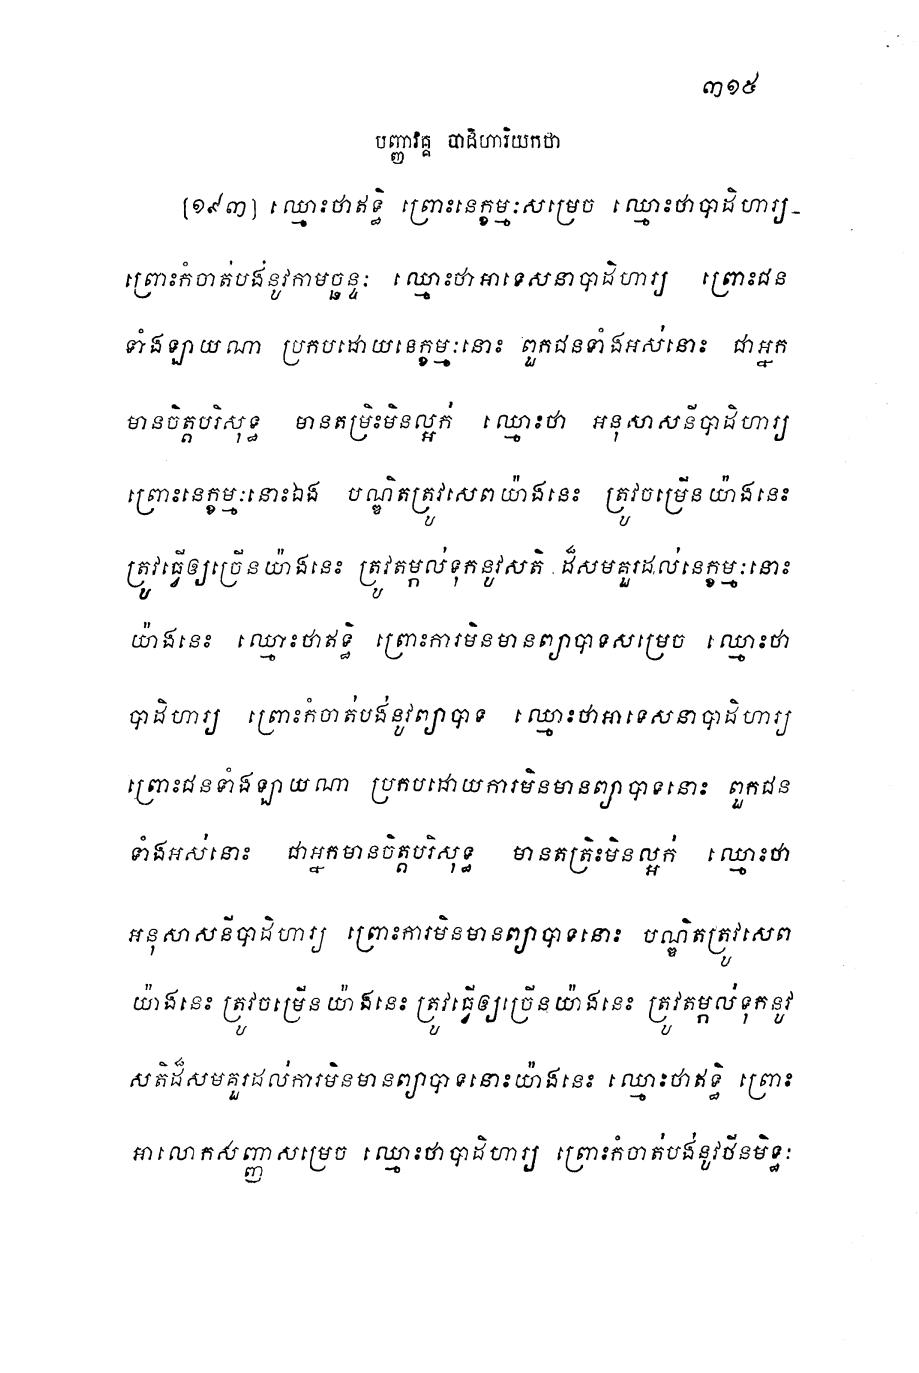 ៣១៥
បញ្ញាវគ្គ បាដិហារិយកថា
[១៩៣] ឈ្មោះថាឥទ្ធិ ព្រោះនេក្ខម្មៈសម្រេច ឈ្មោះថាបាដិហារ្យ
ព្រោះកំចាត់បង់នូវកាមច្ឆន្ទៈ ឈ្មោះថាអាទេសនាបាដិហារ្យ ព្រោះជន
ទាំងឡាយណា ប្រកបដោយនេក្ខម្មៈនោះ ពួកជនទាំងអស់នោះ ជាអ្នក
មានចិត្តបរិសុទ្ធ មានតម្រិះមិនល្អក់ ឈ្មោះថា អនុសាសនីបាដិហារ្យ
ព្រោះនេក្ខម្មៈនោះឯង បណ្ឌិតត្រូវសេពយ៉ាងនេះ ត្រូវចម្រើនយ៉ាងនេះ
ត្រូវធ្វើឲ្យច្រើនយ៉ាងនេះ ត្រូវតម្កល់ទុកនូវសតិ ដ៏សមគួរដល់នេក្ខម្មៈនោះ
យ៉ាងនេះ ឈ្មោះថាឥទ្ធិ ព្រោះការមិនមានព្យាបាទសម្រេច ឈ្មោះថា
បាដិហារ្យ ព្រោះកំចាត់បង់នូវព្យាបាទ ឈ្មោះថាអាទេសនាបាដិហារ្យ
ព្រោះជនទាំងឡាយណា ប្រកបដោយការមិនមានព្យាបាទនោះ ពួកជន
ទាំងអស់នោះ ជាអ្នកមានចិត្តបរិសុទ្ធ មានតត្រិះមិនល្អក់ ឈ្មោះថា
អនុសាសនីបាដិហារ្យ ព្រោះការមិនមានព្យាបាទនោះ បណ្ឌិតត្រូវសេព
យ៉ាងនេះ ត្រូវចម្រើនយ៉ាងនេះ ត្រូវធ្វើឲ្យច្រើនយ៉ាងនេះ ត្រូវតម្កល់ទុកនូវ
សតិដ៏សមគួរដល់ការមិនមានព្យាបាទនោះយ៉ាងនេះ ឈ្មោះថាឥទ្ធិ ព្រោះ
អាលោកសញ្ញាសម្រេច ឈ្មោះថាបាដិហារ្យ ព្រោះកំចាត់បង់នូវថីនមិទ្ធៈ